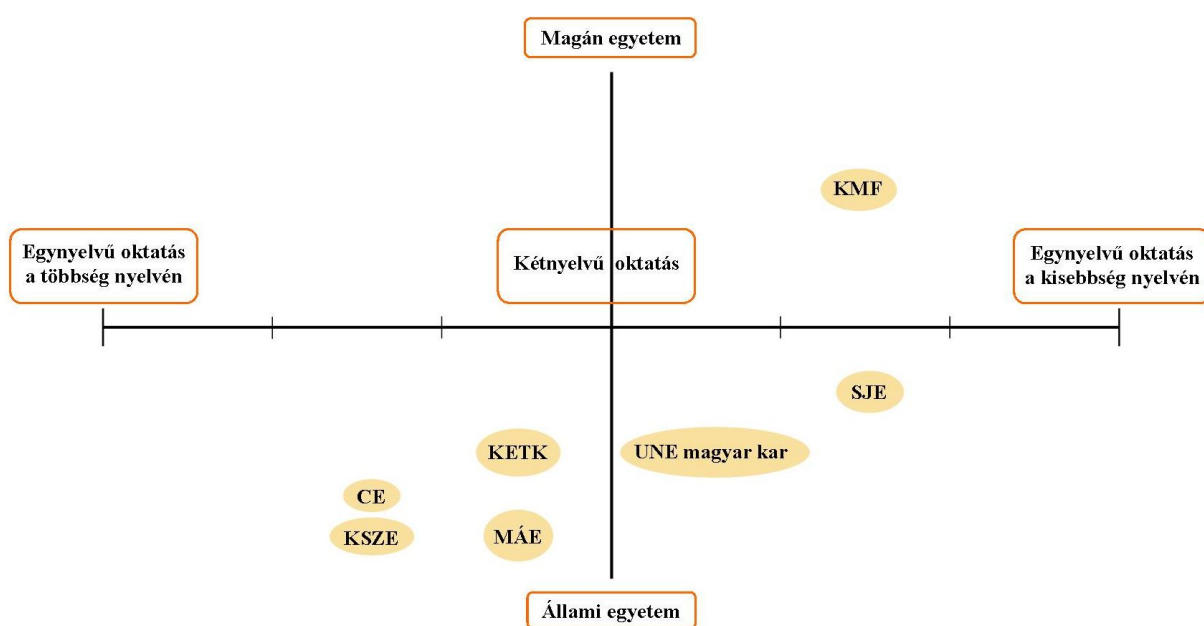 Magán egyetem
KMF
Egynyelvű oktatás
a többség nyelvén
Kétnyelvű oktatás
Egynyelvű oktatás
a kisebbség nyelvén
SJE
KETK
UNE magyar kar
CE
KSZE
MÁE
Állami egyetem